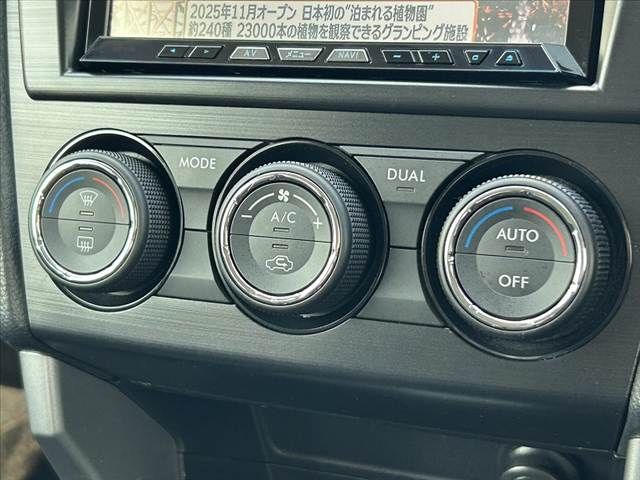 2025年11月オープン 日本初の"泊まれる植物園"
約240種 23000本の植物を観察できるグランピング施設
AV メニュー NAVI − +
MODE DUAL
− A/C +
AUTO
OFF